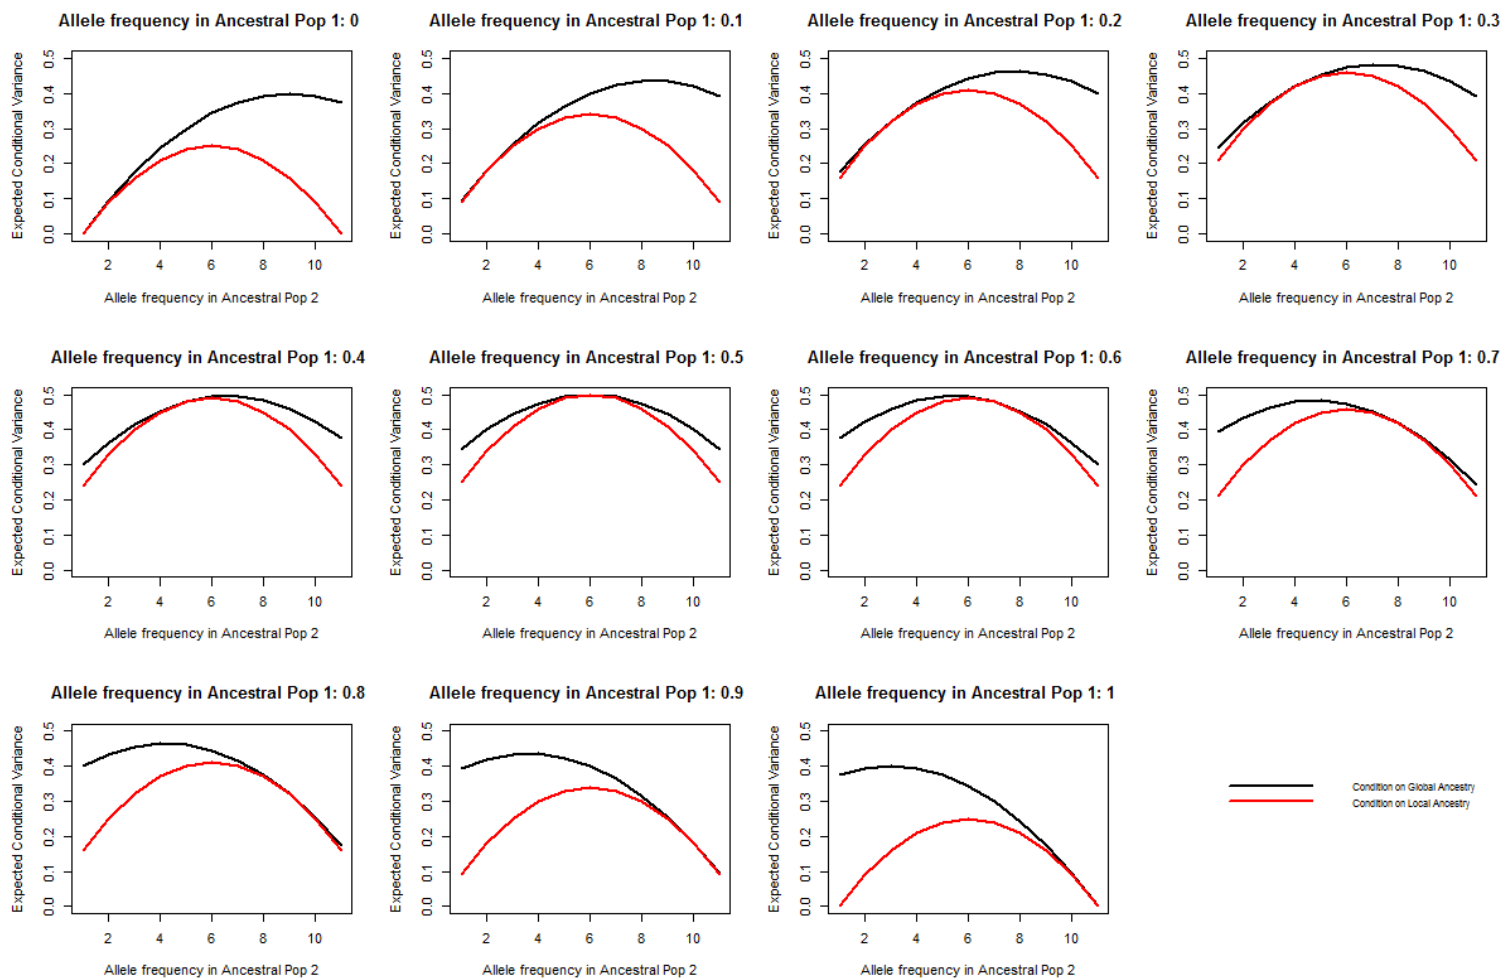 Allele frequency in Ancestral Pop 1: 0
Expected Conditional Variance
0.0 0.1 0.2 0.3 0.4 0.5
2 4 6 8 10
Allele frequency in Ancestral Pop 2
Allele frequency in Ancestral Pop 1: 0.1
Expected Conditional Variance
0.0 0.1 0.2 0.3 0.4 0.5
2 4 6 8 10
Allele frequency in Ancestral Pop 2
Allele frequency in Ancestral Pop 1: 0.2
Expected Conditional Variance
0.0 0.1 0.2 0.3 0.4 0.5
2 4 6 8 10
Allele frequency in Ancestral Pop 2
Allele frequency in Ancestral Pop 1: 0.3
Expected Conditional Variance
0.0 0.1 0.2 0.3 0.4 0.5
2 4 6 8 10
Allele frequency in Ancestral Pop 2
Allele frequency in Ancestral Pop 1: 0.4
Expected Conditional Variance
0.0 0.1 0.2 0.3 0.4 0.5
2 4 6 8 10
Allele frequency in Ancestral Pop 2
Allele frequency in Ancestral Pop 1: 0.5
Expected Conditional Variance
0.0 0.1 0.2 0.3 0.4 0.5
2 4 6 8 10
Allele frequency in Ancestral Pop 2
Allele frequency in Ancestral Pop 1: 0.6
Expected Conditional Variance
0.0 0.1 0.2 0.3 0.4 0.5
2 4 6 8 10
Allele frequency in Ancestral Pop 2
Allele frequency in Ancestral Pop 1: 0.7
Expected Conditional Variance
0.0 0.1 0.2 0.3 0.4 0.5
2 4 6 8 10
Allele frequency in Ancestral Pop 2
Allele frequency in Ancestral Pop 1: 0.8
Expected Conditional Variance
0.0 0.1 0.2 0.3 0.4 0.5
2 4 6 8 10
Allele frequency in Ancestral Pop 2
Allele frequency in Ancestral Pop 1: 0.9
Expected Conditional Variance
0.0 0.1 0.2 0.3 0.4 0.5
2 4 6 8 10
Allele frequency in Ancestral Pop 2
Allele frequency in Ancestral Pop 1: 1
Expected Conditional Variance
0.0 0.1 0.2 0.3 0.4 0.5
2 4 6 8 10
Allele frequency in Ancestral Pop 2
Condition on Global Ancestry
Condition on Local Ancestry